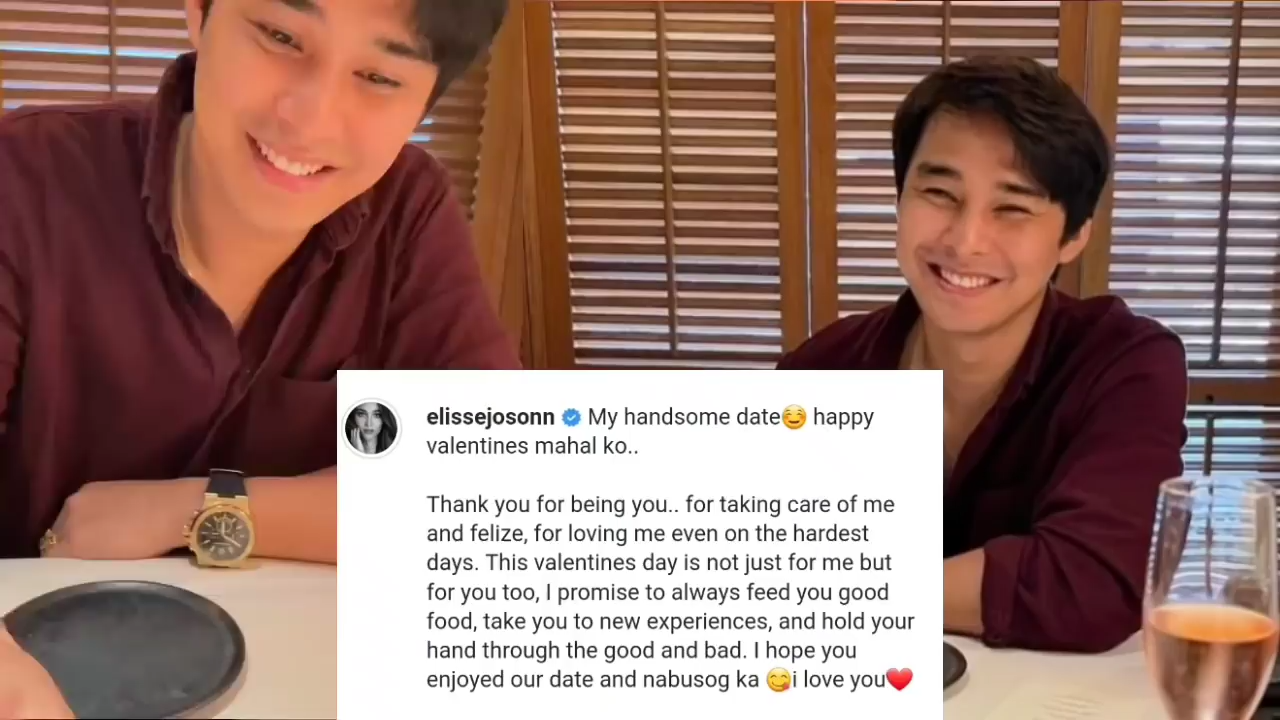 elissejosonn My handsome date☺️ happy
valentines mahal ko..
Thank you for being you.. for taking care of me
and felize, for loving me even on the hardest
days. This valentines day is not just for me but
for you too, I promise to always feed you good
food, take you to new experiences, and hold your
hand through the good and bad. I hope you
enjoyed our date and nabusog ka 😋i love you❤️